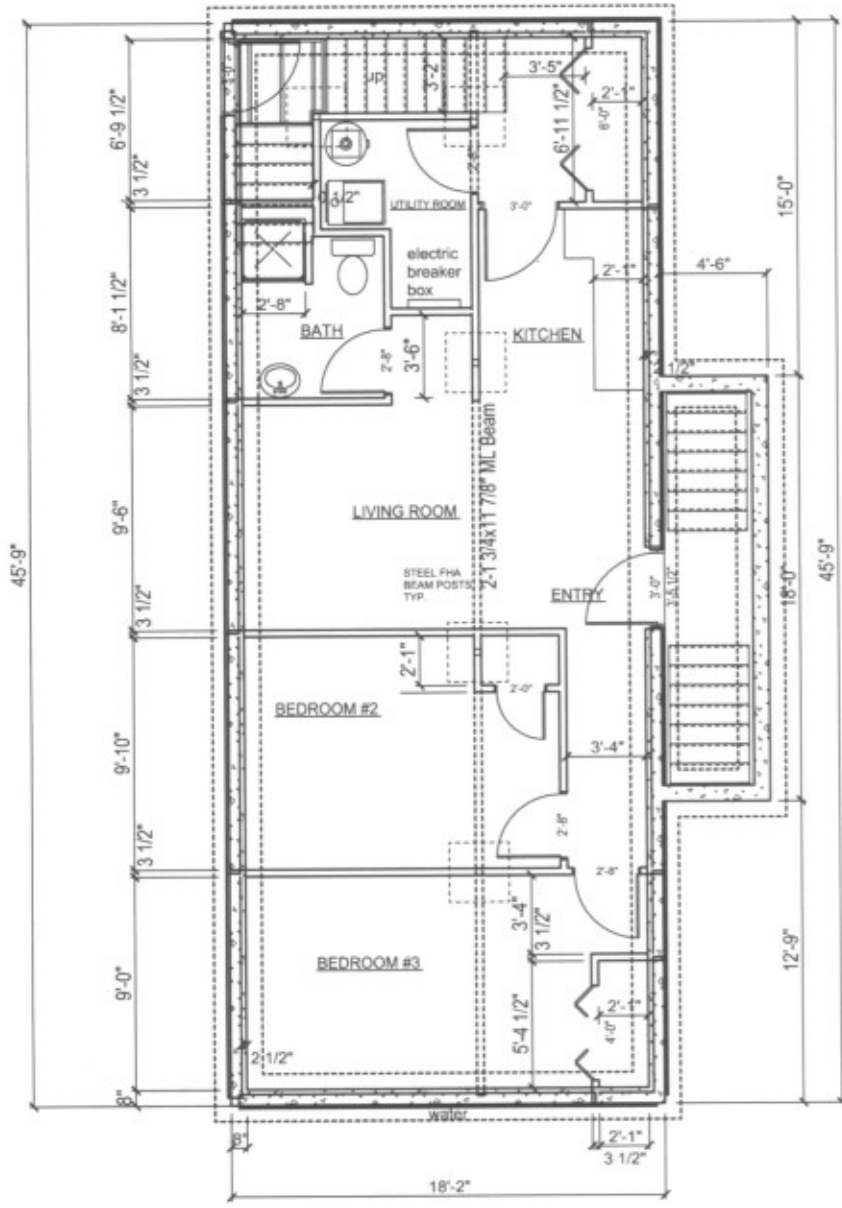 UP
3'-2"
3'-5"
2'-1"
6'-0"
6'-11 1/2"
6'-9 1/2"
3 1/2"
UTILITY ROOM
3'-0"
15'-0"
electric
breaker
box
2'-1"
4'-6"
2'-8"
8'-1 1/2"
BATH
2'-8"
3'-6"
KITCHEN
3 1/2"
1/2"
2-1 3/4x11 7/8" ML Beam
LIVING ROOM
9'-6"
45'-9"
45'-9"
STEEL FHA
BEAM POSTS
TYP.
ENTRY
3'-0"
3'-5 1/2"
18'-0"
3 1/2"
2'-1"
2'-0"
BEDROOM #2
9'-10"
3'-4"
2'-8"
3 1/2"
2'-8"
3'-4"
3 1/2"
BEDROOM #3
12'-9"
9'-0"
5'-4 1/2"
2'-1"
4'-0"
2 1/2"
8"
water
8"
2'-1"
3 1/2"
18'-2"